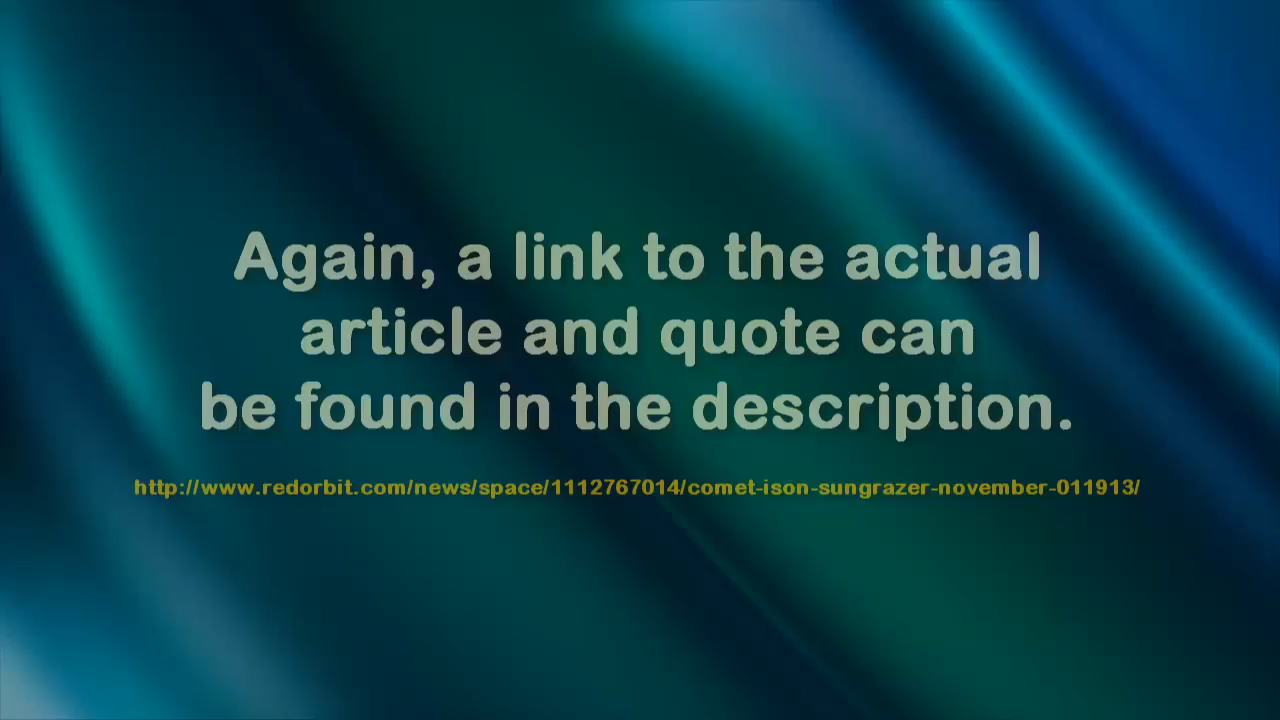 Again, a link to the actual
article and quote can
be found in the description.
http://www.redorbit.com/news/space/1112767014/comet-ison-sungrazer-november-011913/